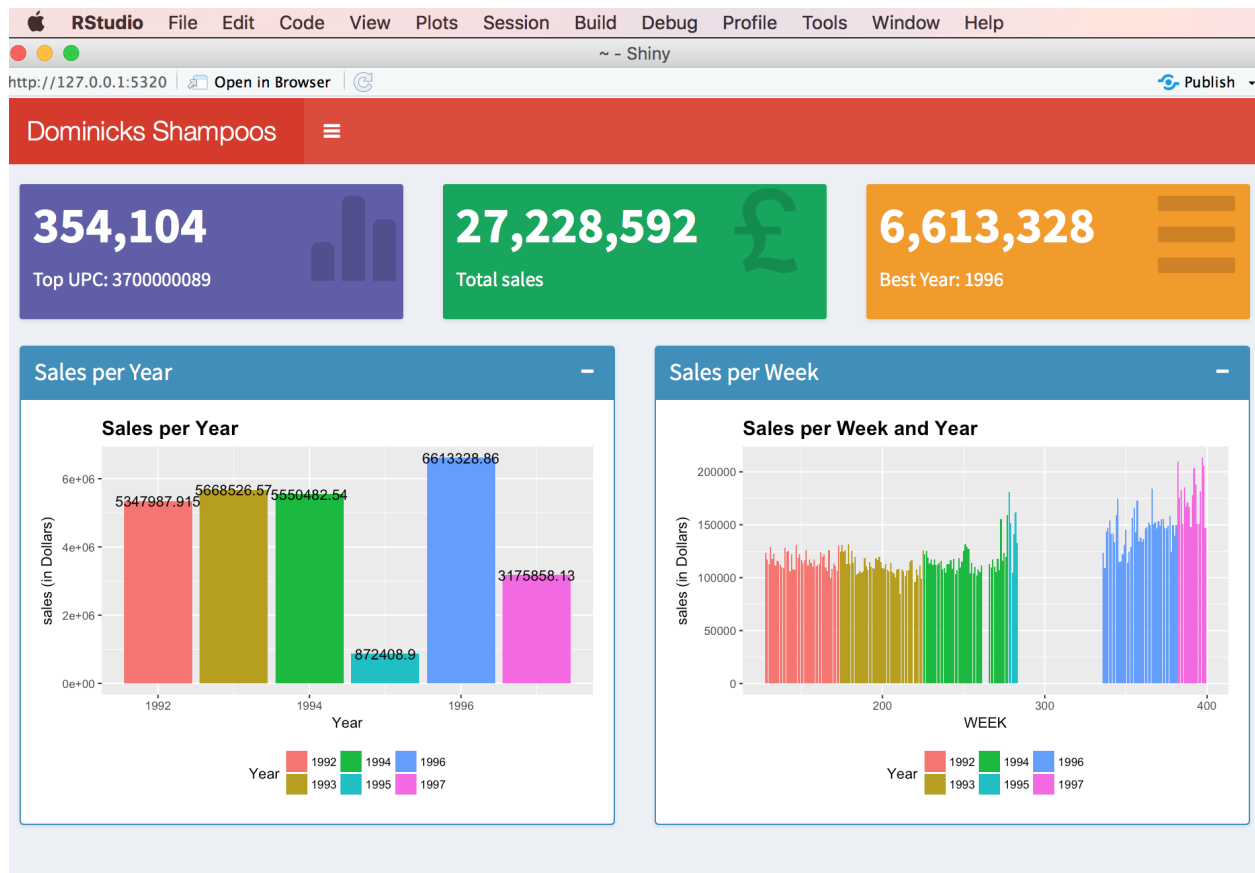 RStudio File Edit Code View Plots Session Build Debug Profile Tools Window Help
~ - Shiny
http://127.0.0.1:5320 Open in Browser Publish
Dominicks Shampoos
354,104
Top UPC: 3700000089
£
27,228,592
Total sales
6,613,328
Best Year: 1996
Sales per Year
Sales per Year
sales (in Dollars)
6e+06
4e+06
2e+06
0e+00
5347987.915
5668526.57
5550482.54
872408.9
6613328.86
3175858.13
1992 1994 1996
Year
Year 1992 1994 1996
1993 1995 1997
Sales per Week
Sales per Week and Year
sales (in Dollars)
200000
150000
100000
50000
0
200 300 400
WEEK
Year 1992 1994 1996
1993 1995 1997